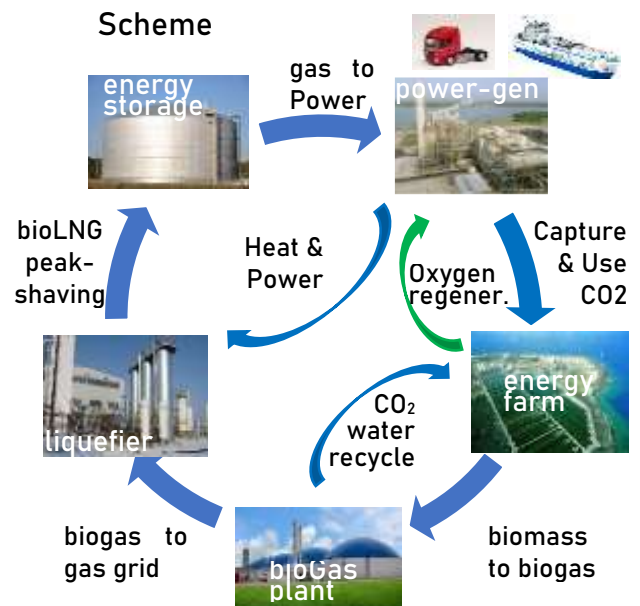 Scheme
energy
storage
gas to
Power
power-gen
bioLNG
peak-
shaving
Heat &
Power
Oxygen
regener.
Capture
& Use
CO2
liquefier
CO₂
water
recycle
energy
farm
biogas to
gas grid
bioGas
plant
biomass
to biogas